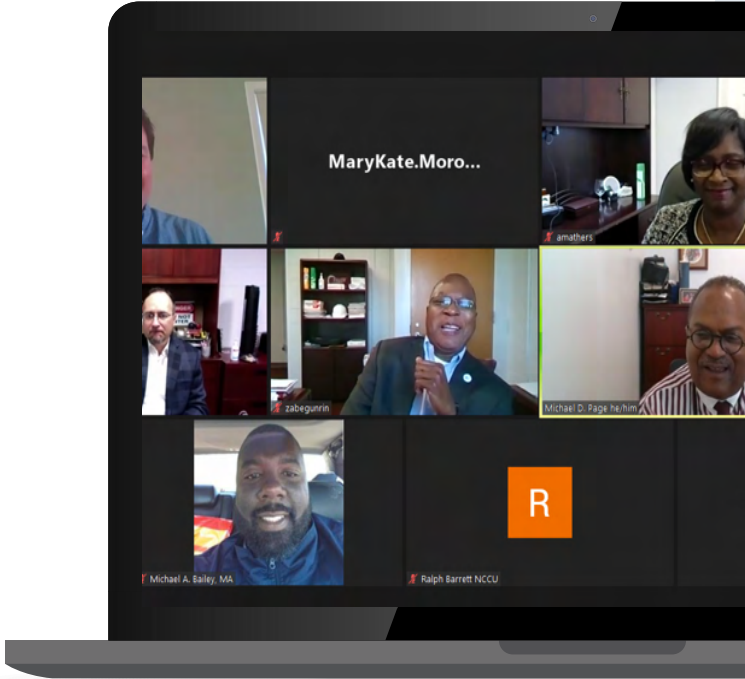 MaryKate.Moro...
amathers
zabegunrin
Michael D. Page he/him
Michael A. Bailey, MA
R
Ralph Barrett NCCU